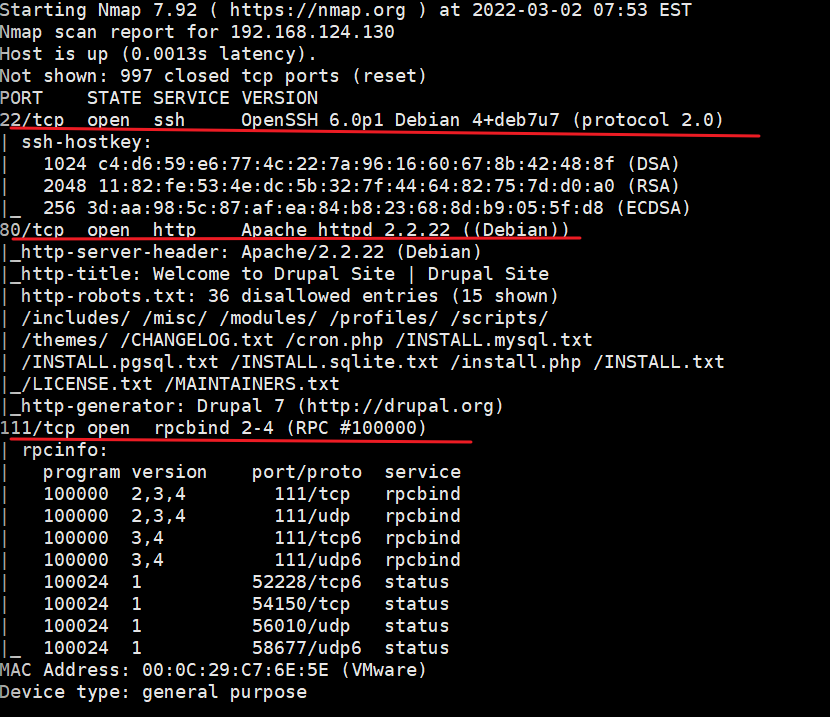 Starting Nmap 7.92 ( https://nmap.org ) at 2022-03-02 07:53 EST
Nmap scan report for 192.168.124.130
Host is up (0.0013s latency).
Not shown: 997 closed tcp ports (reset)
PORT    STATE SERVICE VERSION
22/tcp  open  ssh     OpenSSH 6.0p1 Debian 4+deb7u7 (protocol 2.0)
| ssh-hostkey:
|   1024 c4:d6:59:e6:77:4c:22:7a:96:16:60:67:8b:42:48:8f (DSA)
|   2048 11:82:fe:53:4e:dc:5b:32:7f:44:64:82:75:7d:d0:a0 (RSA)
|_  256 3d:aa:98:5c:87:af:ea:84:b8:23:68:8d:b9:05:5f:d8 (ECDSA)
80/tcp  open  http    Apache httpd 2.2.22 ((Debian))
|_http-server-header: Apache/2.2.22 (Debian)
|_http-title: Welcome to Drupal Site | Drupal Site
| http-robots.txt: 36 disallowed entries (15 shown)
| /includes/ /misc/ /modules/ /profiles/ /scripts/
| /themes/ /CHANGELOG.txt /cron.php /INSTALL.mysql.txt
| /INSTALL.pgsql.txt /INSTALL.sqlite.txt /install.php /INSTALL.txt
|_/LICENSE.txt /MAINTAINERS.txt
|_http-generator: Drupal 7 (http://drupal.org)
111/tcp open  rpcbind 2-4 (RPC #100000)
| rpcinfo:
|   program version    port/proto  service
|   100000  2,3,4        111/tcp   rpcbind
|   100000  2,3,4        111/udp   rpcbind
|   100000  3,4          111/tcp6  rpcbind
|   100000  3,4          111/udp6  rpcbind
|   100024  1          52228/tcp6  status
|   100024  1          54150/tcp   status
|   100024  1          56010/udp   status
|_  100024  1          58677/udp6  status
MAC Address: 00:0C:29:C7:6E:5E (VMware)
Device type: general purpose